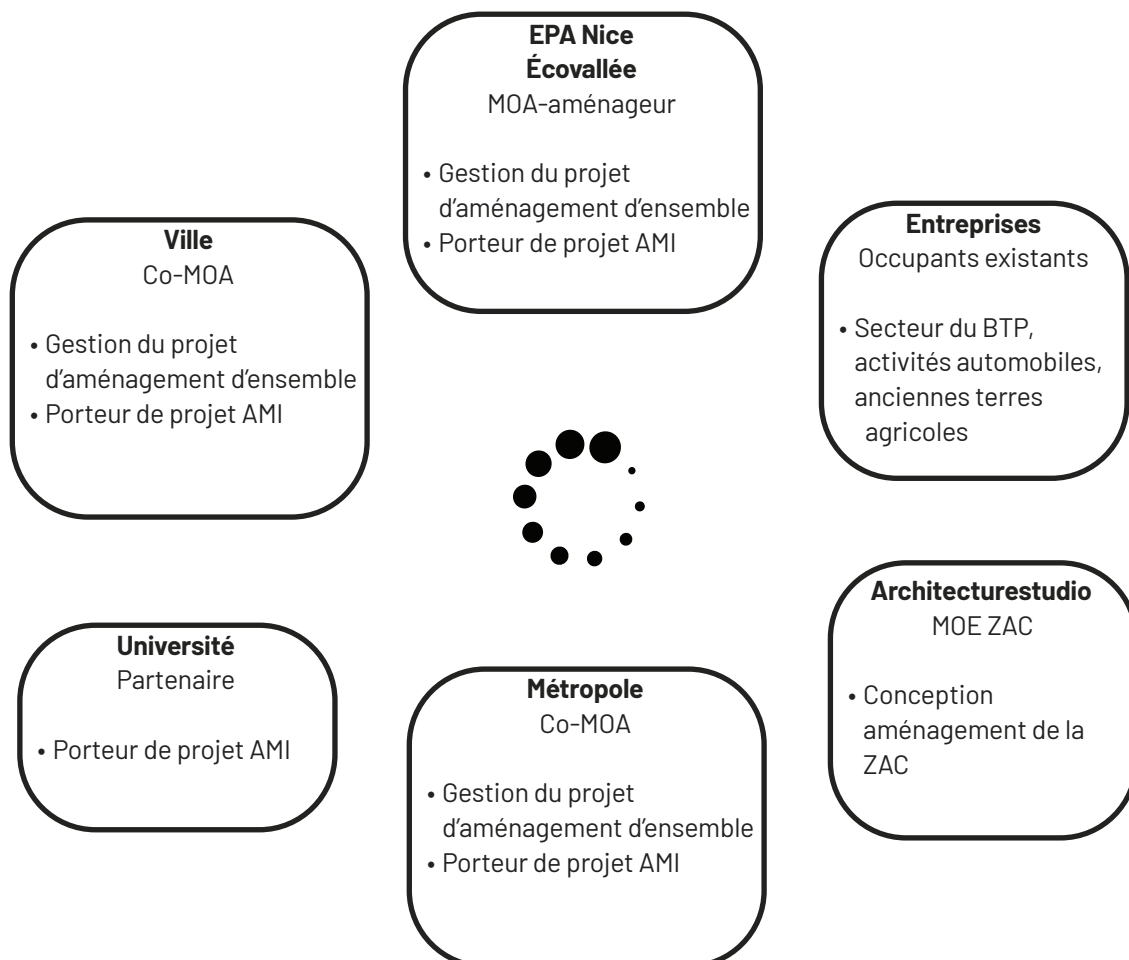 EPA Nice
Écovallée
MOA-aménageur
• Gestion du projet
d'aménagement d'ensemble
• Porteur de projet AMI
Ville
Co-MOA
• Gestion du projet
d'aménagement d'ensemble
• Porteur de projet AMI
Entreprises
Occupants existants
• Secteur du BTP,
activités automobiles,
anciennes terres
agricoles
Université
Partenaire
• Porteur de projet AMI
Métropole
Co-MOA
• Gestion du projet
d'aménagement d'ensemble
• Porteur de projet AMI
Architecturestudio
MOE ZAC
• Conception
aménagement de la
ZAC